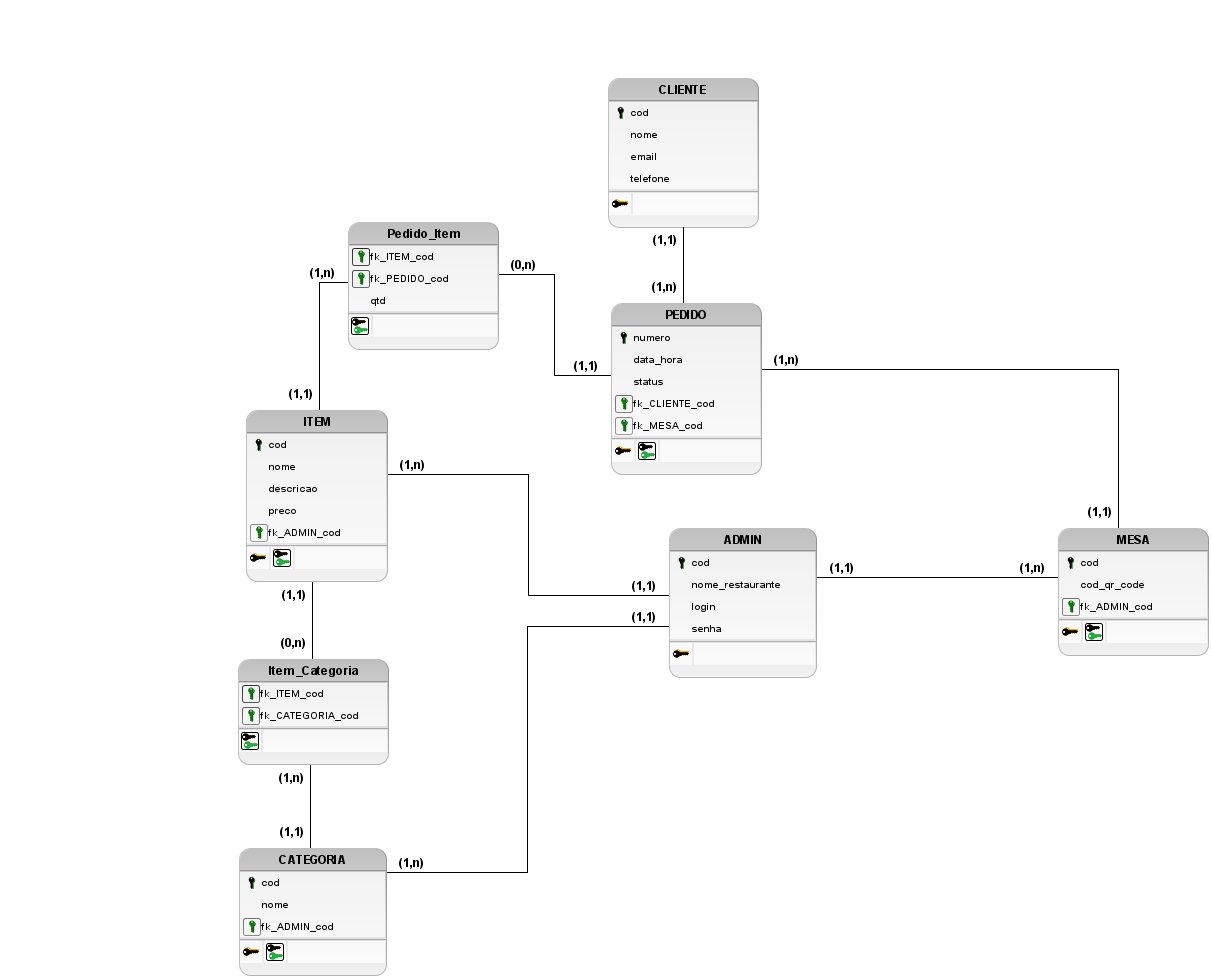 CLIENTE
cod
nome
email
telefone
(1,1)
(1,n)
Pedido_Item
fk_ITEM_cod
fk_PEDIDO_cod
qtd
(1,n)
(0,n)
(1,1)
(1,1)
PEDIDO
numero
data_hora
status
fk_CLIENTE_cod
fk_MESA_cod
(1,n)
(1,1)
ITEM
cod
nome
descricao
preco
fk_ADMIN_cod
(1,n)
(1,1)
(1,1)
(0,n)
ADMIN
cod
nome_restaurante
login
senha
(1,1)
(1,1)
(1,n)
MESA
cod
cod_qr_code
fk_ADMIN_cod
Item_Categoria
fk_ITEM_cod
fk_CATEGORIA_cod
(1,n)
(1,1)
CATEGORIA
cod
nome
fk_ADMIN_cod
(1,n)